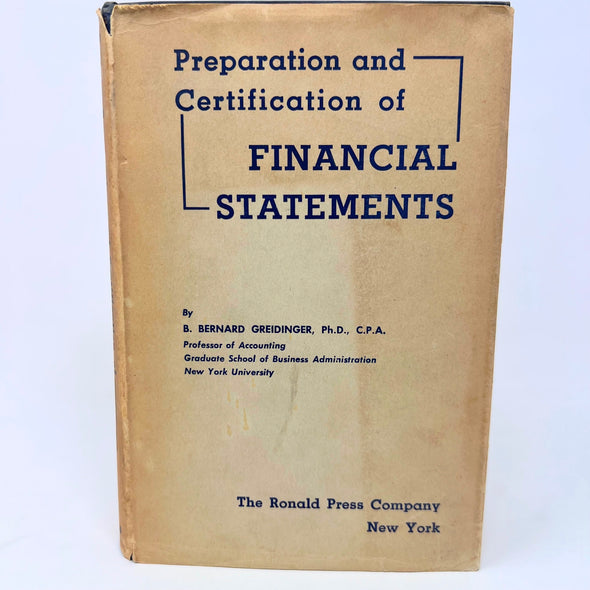 Preparation and
Certification of
FINANCIAL
STATEMENTS
By
B. BERNARD GREIDINGER, Ph.D., C.P.A.
Professor of Accounting
Graduate School of Business Administration
New York University
The Ronald Press Company
New York